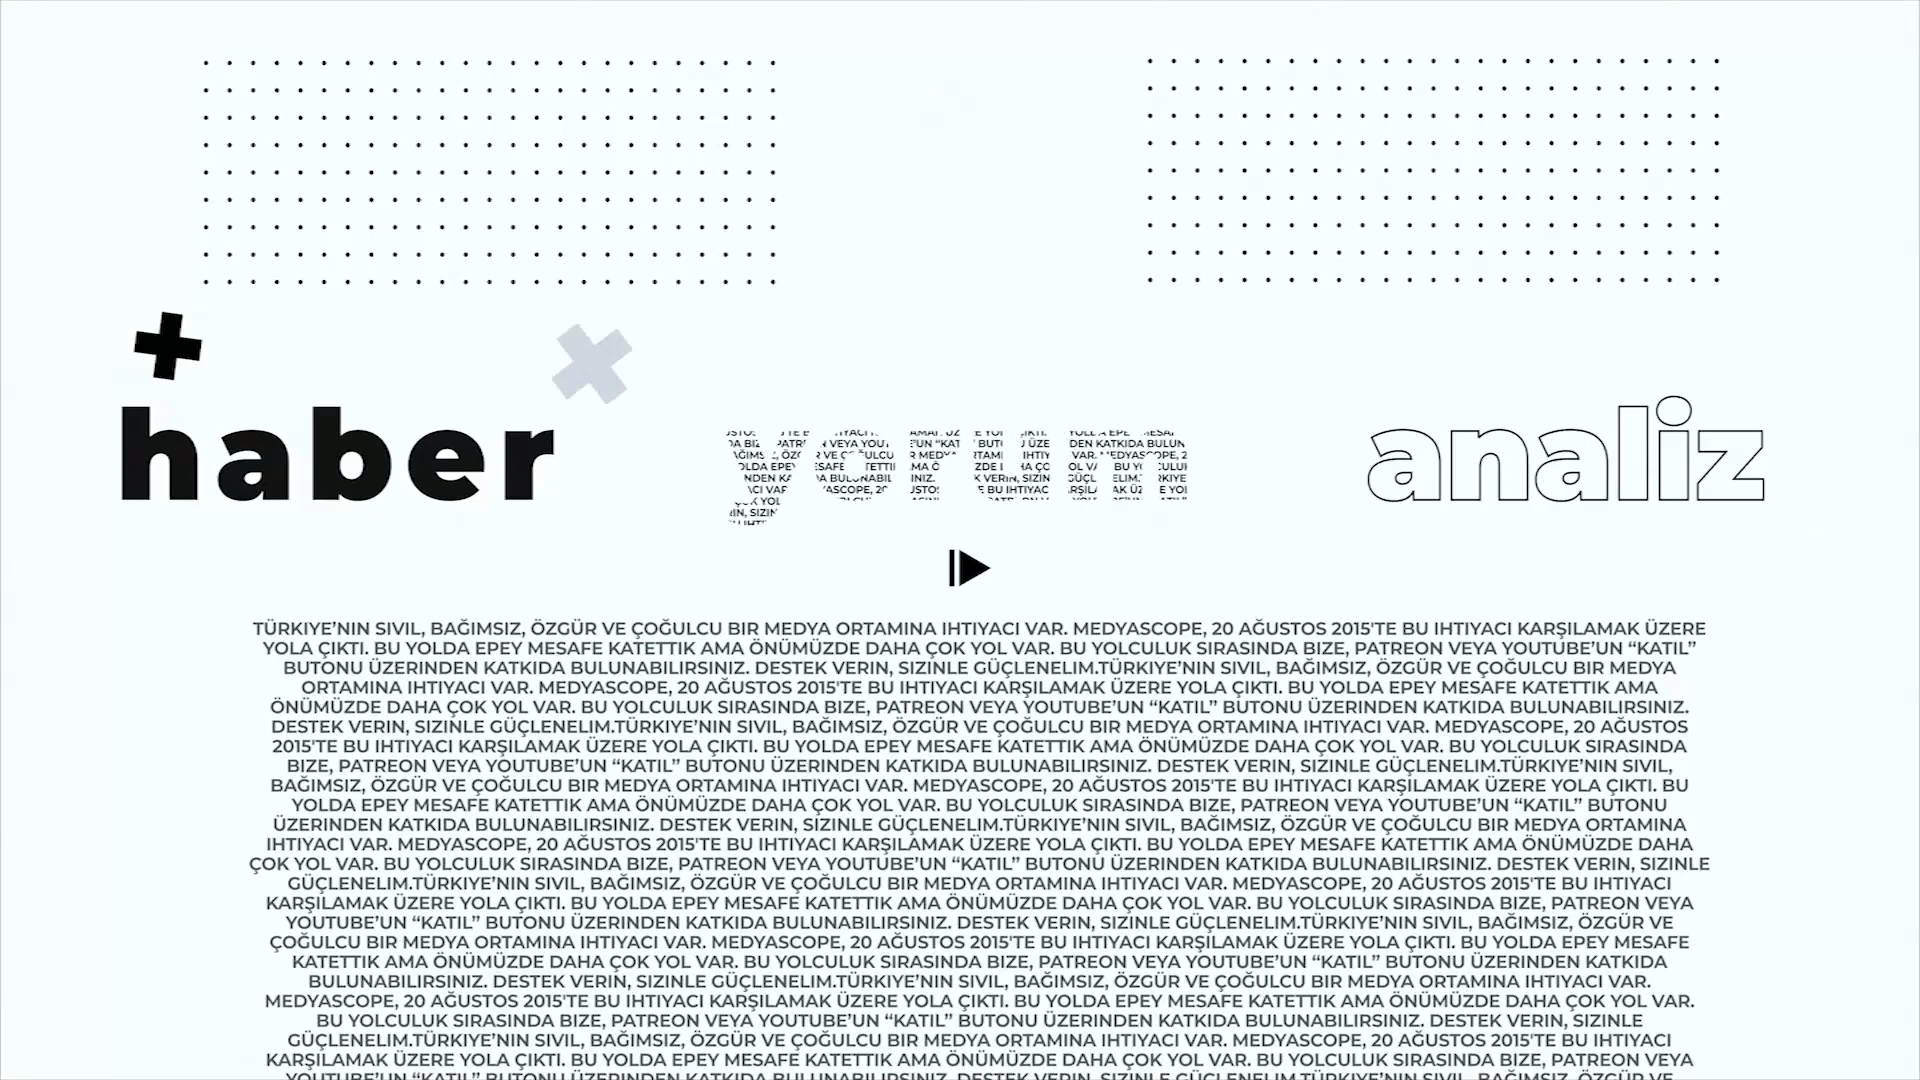 haber yorum analiz
TÜRKIYE’NIN SIVIL, BAĞIMSIZ, ÖZGÜR VE ÇOĞULCU BIR MEDYA ORTAMINA IHTIYACI VAR. MEDYASCOPE, 20 AĞUSTOS 2015'TE BU IHTIYACI KARŞILAMAK ÜZERE
YOLA ÇIKTI. BU YOLDA EPEY MESAFE KATETTIK AMA ÖNÜMÜZDE DAHA ÇOK YOL VAR. BU YOLCULUK SIRASINDA BIZE, PATREON VEYA YOUTUBE’UN “KATIL”
BUTONU ÜZERINDEN KATKIDA BULUNABILIRSINIZ. DESTEK VERIN, SIZINLE GÜÇLENELIM.TÜRKIYE’NIN SIVIL, BAĞIMSIZ, ÖZGÜR VE ÇOĞULCU BIR MEDYA
ORTAMINA IHTIYACI VAR. MEDYASCOPE, 20 AĞUSTOS 2015'TE BU IHTIYACI KARŞILAMAK ÜZERE YOLA ÇIKTI. BU YOLDA EPEY MESAFE KATETTIK AMA
ÖNÜMÜZDE DAHA ÇOK YOL VAR. BU YOLCULUK SIRASINDA BIZE, PATREON VEYA YOUTUBE’UN “KATIL” BUTONU ÜZERINDEN KATKIDA BULUNABILIRSINIZ.
DESTEK VERIN, SIZINLE GÜÇLENELIM.TÜRKIYE’NIN SIVIL, BAĞIMSIZ, ÖZGÜR VE ÇOĞULCU BIR MEDYA ORTAMINA IHTIYACI VAR. MEDYASCOPE, 20 AĞUSTOS
2015'TE BU IHTIYACI KARŞILAMAK ÜZERE YOLA ÇIKTI. BU YOLDA EPEY MESAFE KATETTIK AMA ÖNÜMÜZDE DAHA ÇOK YOL VAR. BU YOLCULUK SIRASINDA
BIZE, PATREON VEYA YOUTUBE’UN “KATIL” BUTONU ÜZERINDEN KATKIDA BULUNABILIRSINIZ. DESTEK VERIN, SIZINLE GÜÇLENELIM.TÜRKIYE’NIN SIVIL,
BAĞIMSIZ, ÖZGÜR VE ÇOĞULCU BIR MEDYA ORTAMINA IHTIYACI VAR. MEDYASCOPE, 20 AĞUSTOS 2015'TE BU IHTIYACI KARŞILAMAK ÜZERE YOLA ÇIKTI. BU
YOLDA EPEY MESAFE KATETTIK AMA ÖNÜMÜZDE DAHA ÇOK YOL VAR. BU YOLCULUK SIRASINDA BIZE, PATREON VEYA YOUTUBE’UN “KATIL” BUTONU
ÜZERINDEN KATKIDA BULUNABILIRSINIZ. DESTEK VERIN, SIZINLE GÜÇLENELIM.TÜRKIYE’NIN SIVIL, BAĞIMSIZ, ÖZGÜR VE ÇOĞULCU BIR MEDYA ORTAMINA
IHTIYACI VAR. MEDYASCOPE, 20 AĞUSTOS 2015'TE BU IHTIYACI KARŞILAMAK ÜZERE YOLA ÇIKTI. BU YOLDA EPEY MESAFE KATETTIK AMA ÖNÜMÜZDE DAHA
ÇOK YOL VAR. BU YOLCULUK SIRASINDA BIZE, PATREON VEYA YOUTUBE’UN “KATIL” BUTONU ÜZERINDEN KATKIDA BULUNABILIRSINIZ. DESTEK VERIN, SIZINLE
GÜÇLENELIM.TÜRKIYE’NIN SIVIL, BAĞIMSIZ, ÖZGÜR VE ÇOĞULCU BIR MEDYA ORTAMINA IHTIYACI VAR. MEDYASCOPE, 20 AĞUSTOS 2015'TE BU IHTIYACI
KARŞILAMAK ÜZERE YOLA ÇIKTI. BU YOLDA EPEY MESAFE KATETTIK AMA ÖNÜMÜZDE DAHA ÇOK YOL VAR. BU YOLCULUK SIRASINDA BIZE, PATREON VEYA
YOUTUBE’UN “KATIL” BUTONU ÜZERINDEN KATKIDA BULUNABILIRSINIZ. DESTEK VERIN, SIZINLE GÜÇLENELIM.TÜRKIYE’NIN SIVIL, BAĞIMSIZ, ÖZGÜR VE
ÇOĞULCU BIR MEDYA ORTAMINA IHTIYACI VAR. MEDYASCOPE, 20 AĞUSTOS 2015'TE BU IHTIYACI KARŞILAMAK ÜZERE YOLA ÇIKTI. BU YOLDA EPEY MESAFE
KATETTIK AMA ÖNÜMÜZDE DAHA ÇOK YOL VAR. BU YOLCULUK SIRASINDA BIZE, PATREON VEYA YOUTUBE’UN “KATIL” BUTONU ÜZERINDEN KATKIDA
BULUNABILIRSINIZ. DESTEK VERIN, SIZINLE GÜÇLENELIM.TÜRKIYE’NIN SIVIL, BAĞIMSIZ, ÖZGÜR VE ÇOĞULCU BIR MEDYA ORTAMINA IHTIYACI VAR.
MEDYASCOPE, 20 AĞUSTOS 2015'TE BU IHTIYACI KARŞILAMAK ÜZERE YOLA ÇIKTI. BU YOLDA EPEY MESAFE KATETTIK AMA ÖNÜMÜZDE DAHA ÇOK YOL VAR.
BU YOLCULUK SIRASINDA BIZE, PATREON VEYA YOUTUBE’UN “KATIL” BUTONU ÜZERINDEN KATKIDA BULUNABILIRSINIZ. DESTEK VERIN, SIZINLE
GÜÇLENELIM.TÜRKIYE’NIN SIVIL, BAĞIMSIZ, ÖZGÜR VE ÇOĞULCU BIR MEDYA ORTAMINA IHTIYACI VAR. MEDYASCOPE, 20 AĞUSTOS 2015'TE BU IHTIYACI
KARŞILAMAK ÜZERE YOLA ÇIKTI. BU YOLDA EPEY MESAFE KATETTIK AMA ÖNÜMÜZDE DAHA ÇOK YOL VAR. BU YOLCULUK SIRASINDA BIZE, PATREON VEYA